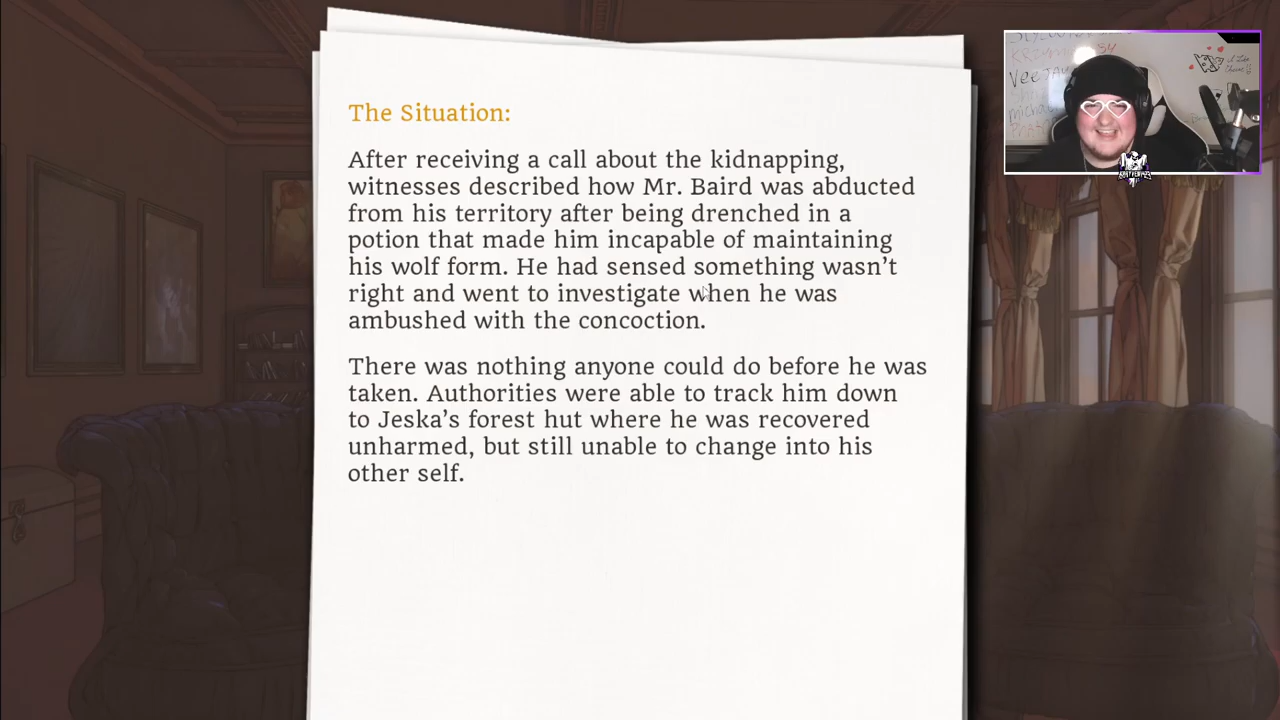 The Situation:
After receiving a call about the kidnapping,
witnesses described how Mr. Baird was abducted
from his territory after being drenched in a
potion that made him incapable of maintaining
his wolf form. He had sensed something wasn't
right and went to investigate when he was
ambushed with the concoction.
There was nothing anyone could do before he was
taken. Authorities were able to track him down
to Jeska's forest hut where he was recovered
unharmed, but still unable to change into his
other self.